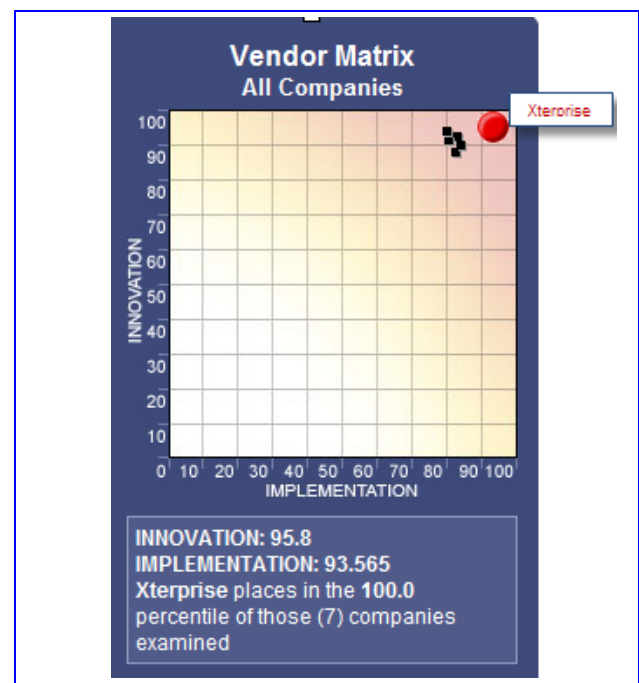 Vendor Matrix
All Companies
Xterprise
100
90
80
70
60
50
40
30
20
10
INNOVATION
0 10 20 30 40 50 60 70 80 90 100
IMPLEMENTATION
INNOVATION: 95.8
IMPLEMENTATION: 93.565
Xterprise places in the 100.0
percentile of those (7) companies
examined